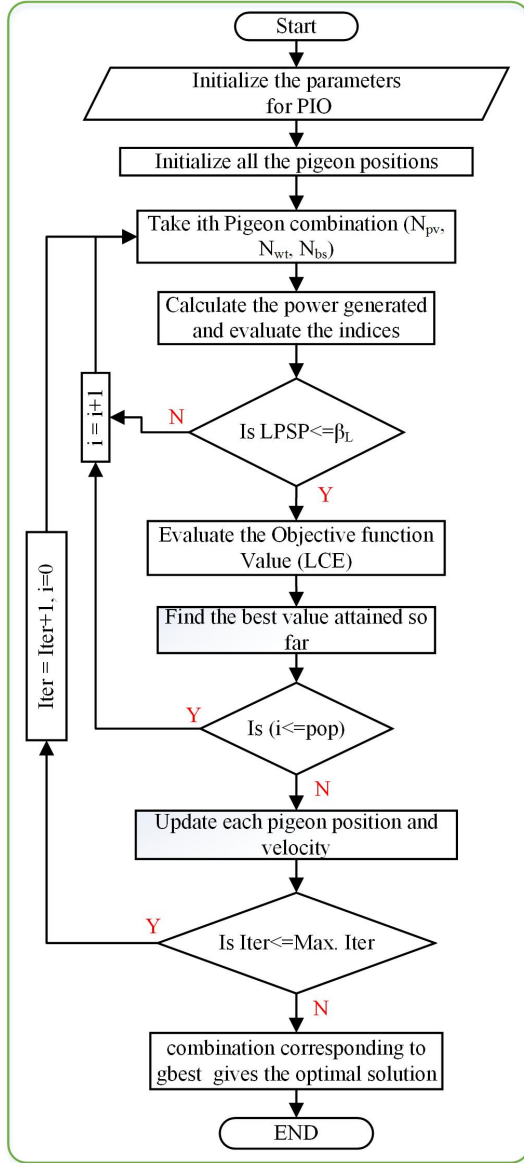 Start
Initialize the parameters
for PIO
Initialize all the pigeon positions
Take ith Pigeon combination (Npv,
Nwt, Nbs)
Calculate the power generated
and evaluate the indices
N
i = i+1
Is LPSP<=βL
Y
Evaluate the Objective function
Value (LCE)
Iter = Iter+1, i=0
Find the best value attained so
far
Y
Is (i<=pop)
N
Update each pigeon position and
velocity
Y
Is Iter<=Max. Iter
N
combination corresponding to
gbest gives the optimal solution
END